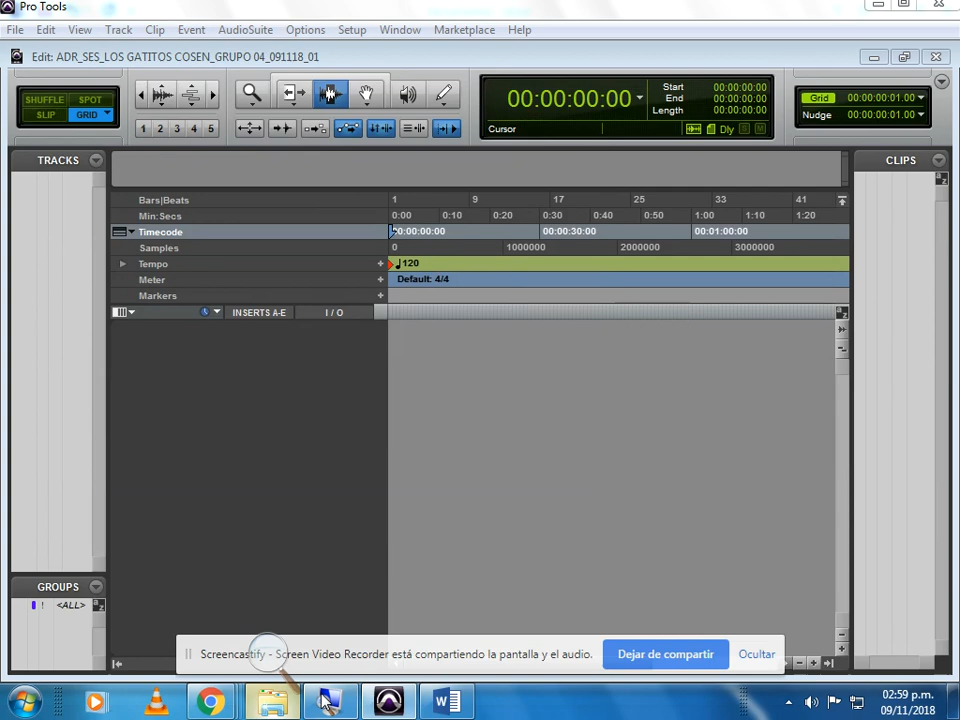 Pro Tools
File Edit View Track Clip Event AudioSuite Options Setup Window Marketplace Help
Edit: ADR_SES_LOS GATITOS COSEN_GRUPO 04_091118_01
SHUFFLE SPOT
SLIP GRID
1 2 3 4 5
00:00:00:00
Start 00:00:00:00
End 00:00:00:00
Length 00:00:00:00
Cursor
Dly S M
Grid 00:00:00:01.00
Nudge 00:00:00:01.00
TRACKS
CLIPS
a z
Bars|Beats 1 9 17 25 33 41
Min:Secs 0:00 0:10 0:20 0:30 0:40 0:50 1:00 1:10 1:20
Timecode 00:00:00:00 00:00:30:00 00:01:00:00
Samples 0 1000000 2000000 3000000
Tempo 120
Meter Default: 4/4
Markers
INSERTS A-E I / O
a z
GROUPS
! <ALL> a z
Screencastify - Screen Video Recorder está compartiendo la pantalla y el audio. Dejar de compartir Ocultar
W
02:59 p.m.
09/11/2018